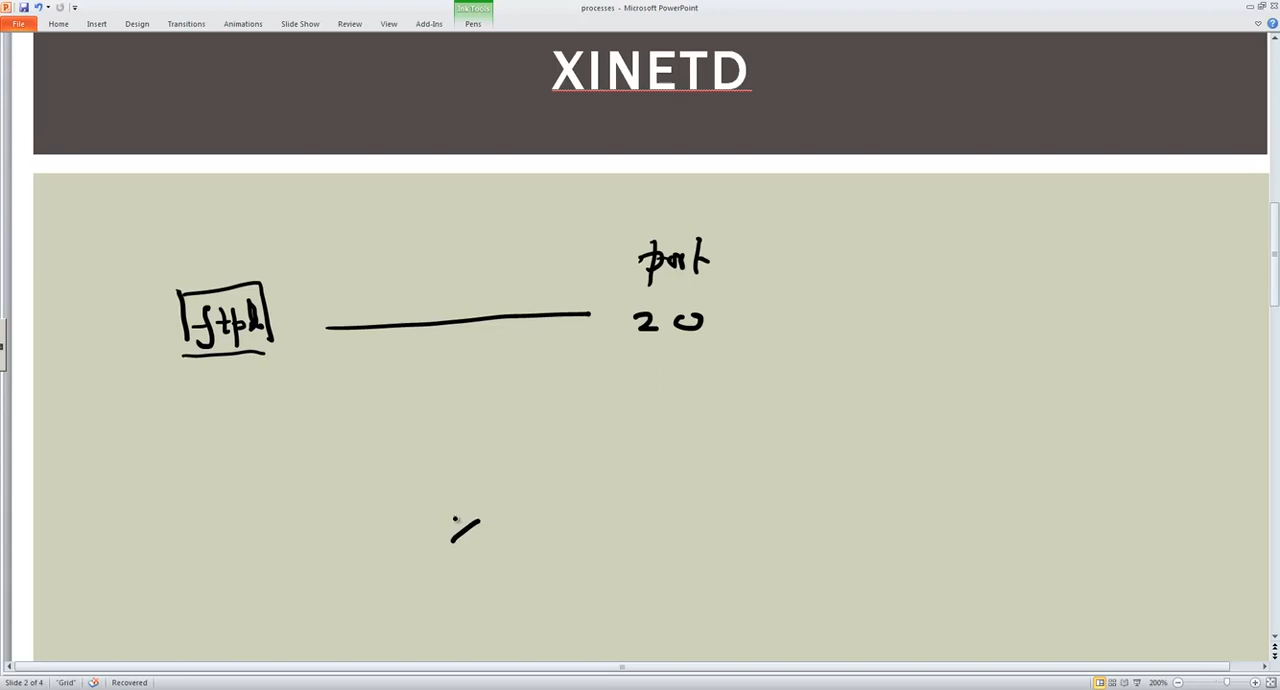 processes - Microsoft PowerPoint
Ink Tools
File Home Insert Design Transitions Animations Slide Show Review View Add-Ins Pens
XINETD
port
ftpd
20
Slide 2 of 4 "Grid" Recovered 200%